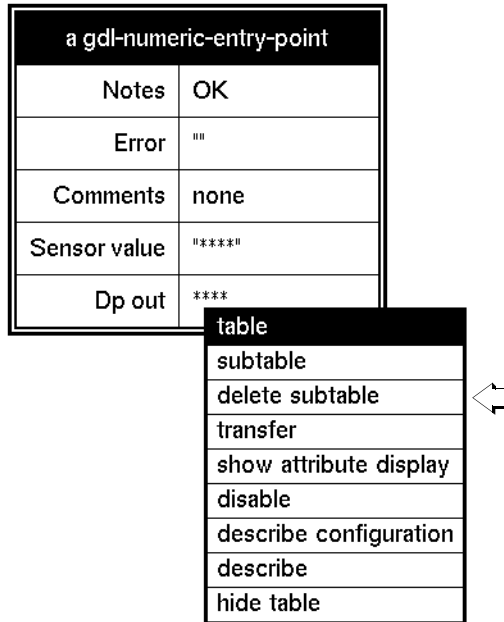 a gdl-numeric-entry-point
Notes OK
Error ""
Comments none
Sensor value "****"
Dp out ****
table
subtable
delete subtable
transfer
show attribute display
disable
describe configuration
describe
hide table